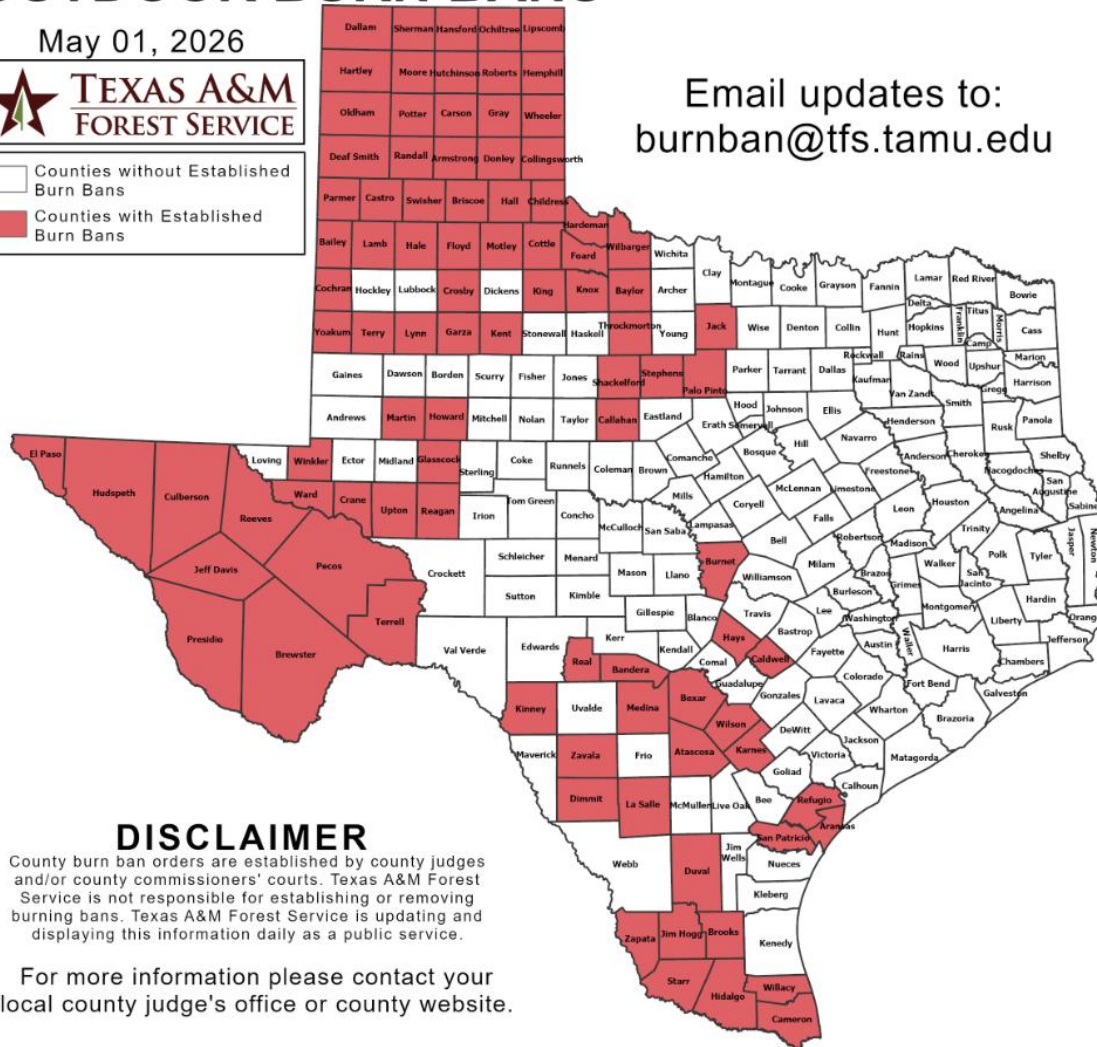 May 01, 2026
TEXAS A&M
FOREST SERVICE
Counties without Established
Burn Bans
Counties with Established
Burn Bans
Email updates to:
burnban@tfs.tamu.edu
Dallam Sherman Hansford Ochiltree Lipscomb
Hartley Moore Hutchinson Roberts Hemphill
Oldham Potter Carson Gray Wheeler
Deaf Smith Randall Armstrong Donley Collingsworth
Parmer Castro Swisher Briscoe Hall Childress
Hardeman
Bailey Lamb Hale Floyd Motley Cottle Foard Wilbarger Wichita Clay
Cochran Hockley Lubbock Crosby Dickens King Knox Baylor Archer Montague Cooke Grayson Fannin Lamar Red River Bowie
Delta Franklin Titus Morris
Yoakum Terry Lynn Garza Kent Stonewall Haskell Throckmorton Young Jack Wise Denton Collin Hunt Hopkins Camp Cass
Rockwall Rains Wood Upshur Marion
Gaines Dawson Borden Scurry Fisher Jones Shackelford Stephens Palo Pinto Parker Tarrant Dallas Kaufman Van Zandt Gregg Harrison
Andrews Martin Howard Mitchell Nolan Taylor Callahan Eastland Erath Hood Somervell Johnson Ellis Henderson Smith Rusk Panola
El Paso Hudspeth Culberson Reeves Loving Winkler Ector Midland Glasscock Sterling Coke Runnels Coleman Brown Comanche Hamilton Bosque Hill Navarro Freestone Anderson Cherokee Nacogdoches Shelby
San Augustine Sabine
Ward Crane Upton Reagan Irion Tom Green Concho McCulloch San Saba Mills Lampasas Coryell McLennan Limestone Falls Leon Houston Angelina Trinity
Jeff Davis Pecos Crockett Schleicher Menard Mason Llano Burnet Bell Milam Robertson Madison Walker Polk Tyler Jasper Newton
San Jacinto
Presidio Brewster Terrell Sutton Kimble Gillespie Blanco Williamson Travis Burleson Brazos Grimes Montgomery Liberty Hardin Orange
Val Verde Edwards Kerr Kendall Comal Hays Caldwell Bastrop Lee Washington Austin Waller Harris Chambers Jefferson
Real Bandera Guadalupe Gonzales Fayette Colorado Fort Bend Galveston
Kinney Uvalde Medina Bexar Wilson Karnes DeWitt Lavaca Wharton Brazoria
Maverick Zavala Frio Atascosa Goliad Victoria Jackson Matagorda
Dimmit La Salle McMullen Live Oak Bee Refugio Calhoun
Aransas
San Patricio
Webb Duval Jim Wells Nueces
Kleberg
Zapata Jim Hogg Brooks Kenedy
Starr Hidalgo Willacy
Cameron
DISCLAIMER
County burn ban orders are established by county judges
and/or county commissioners' courts. Texas A&M Forest
Service is not responsible for establishing or removing
burning bans. Texas A&M Forest Service is updating and
displaying this information daily as a public service.
For more information please contact your
local county judge's office or county website.